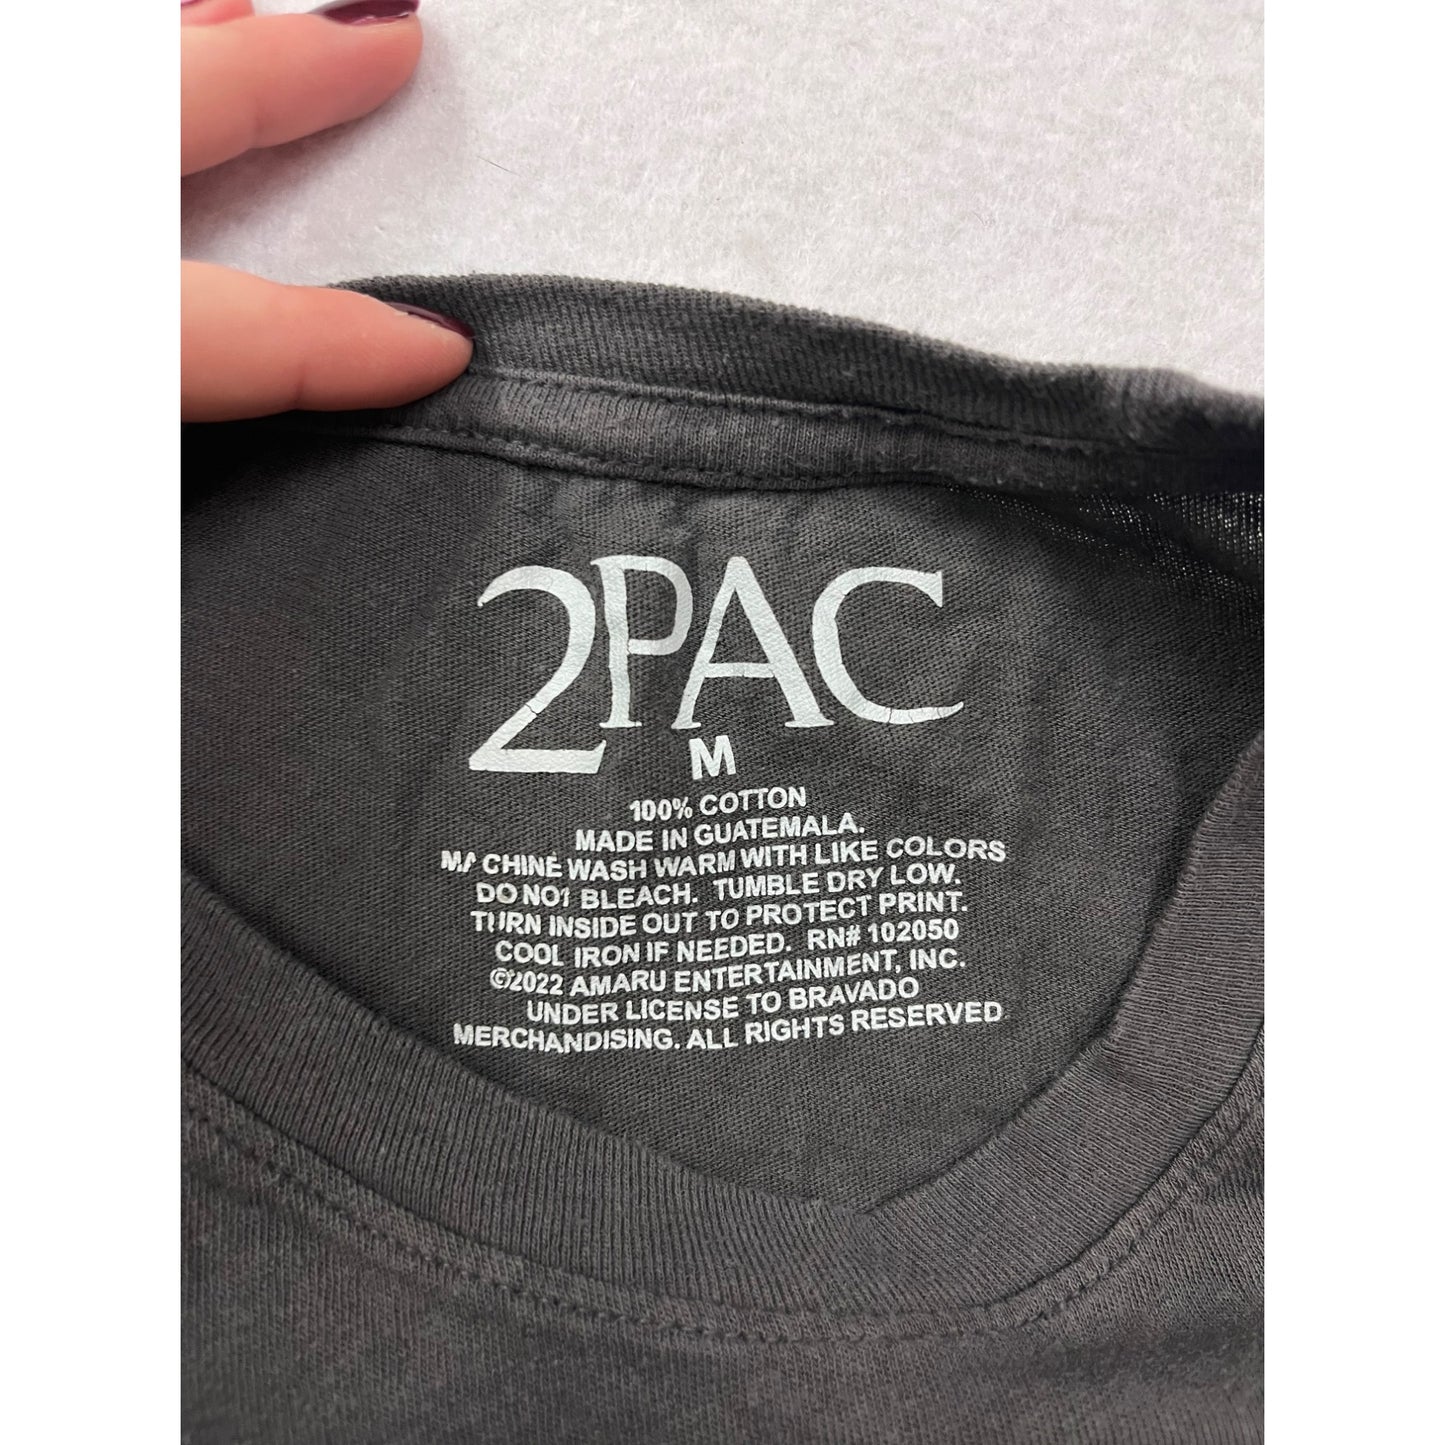 2PAC
M
100% COTTON
MADE IN GUATEMALA.
MACHINE WASH WARM WITH LIKE COLORS
DO NOT BLEACH. TUMBLE DRY LOW.
TURN INSIDE OUT TO PROTECT PRINT.
COOL IRON IF NEEDED. RN# 102050
©2022 AMARU ENTERTAINMENT, INC.
UNDER LICENSE TO BRAVADO
MERCHANDISING. ALL RIGHTS RESERVED